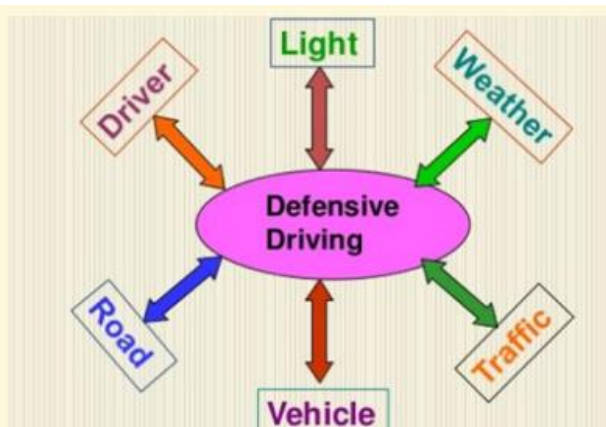 Light
Driver
Weather
Defensive
Driving
Road
Traffic
Vehicle